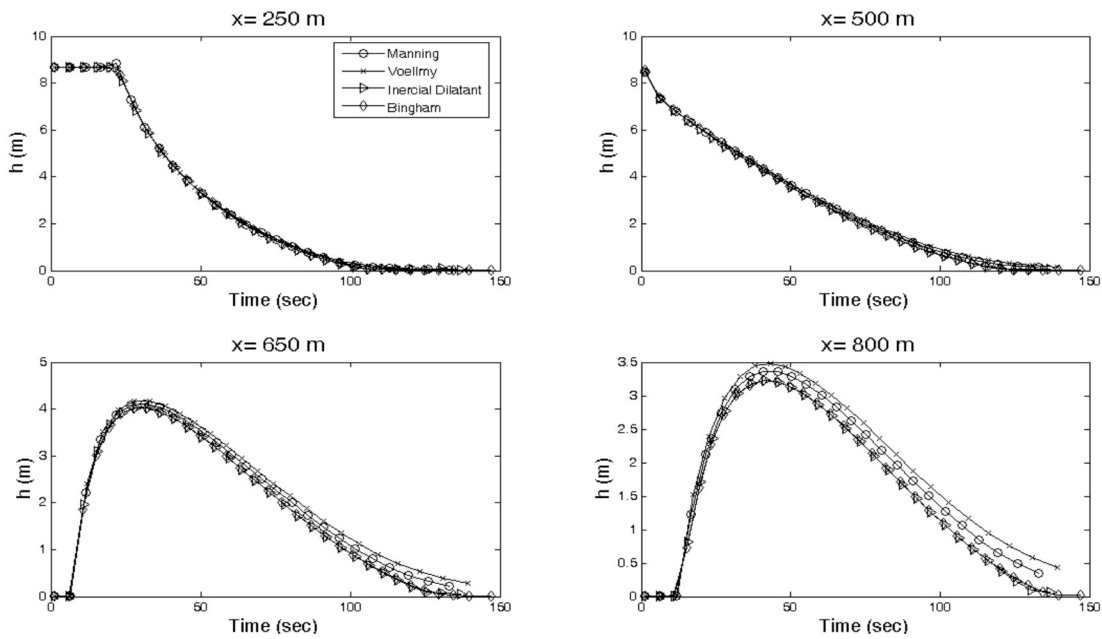 x= 250 m
10
8
6
4
2
0
h (m)
0 50 100 150
Time (sec)
Manning
Voellmy
Inercial Dilatant
Bingham
x= 500 m
10
8
6
4
2
0
h (m)
0 50 100 150
Time (sec)
x= 650 m
5
4
3
2
1
0
h (m)
0 50 100 150
Time (sec)
x= 800 m
3.5
3
2.5
2
1.5
1
0.5
0
h (m)
0 50 100 150
Time (sec)